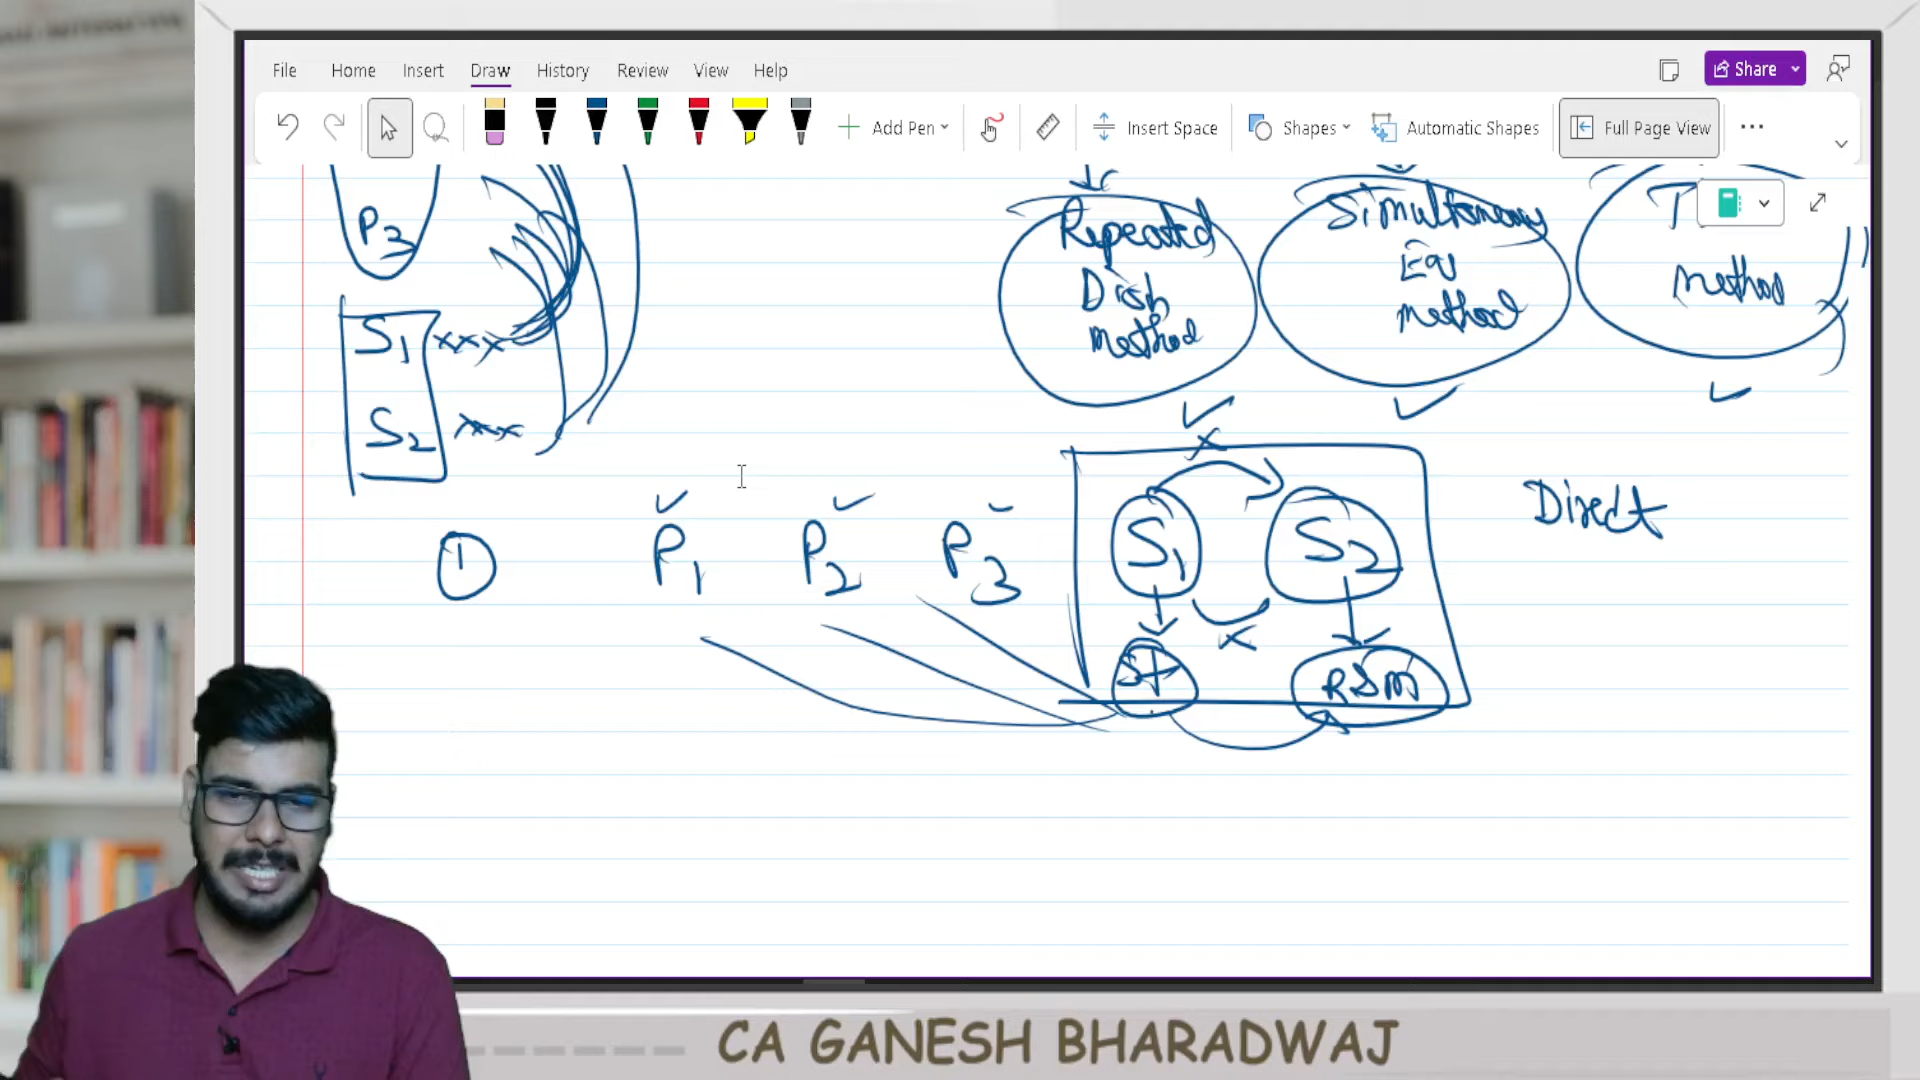 File Home Insert Draw History Review View Help
Share
Add Pen
Insert Space
Shapes
Automatic Shapes
Full Page View
P3
S1 xxx
S2 xxx
Repeated
Method
Simultaneous
Eq
method
T
method
x
1 P1 P2 P3 S1 S2 Direct
x
RSM
CA GANESH BHARADWAJ